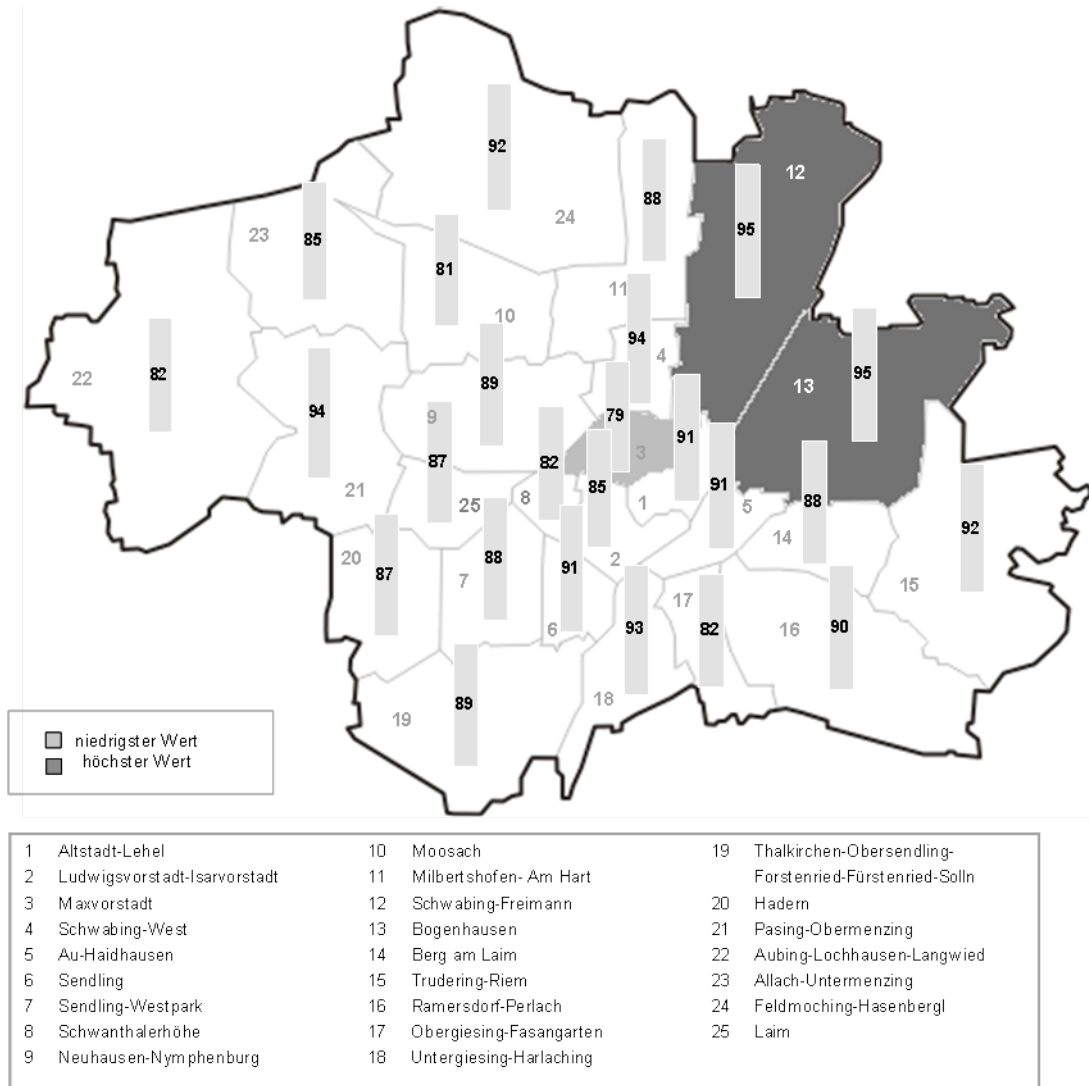 92
88
12
95
24
23
85
81
11
10
94
4
82
22
89
13
95
94
79
9
91
87
82
3
91
85
88
21
25
8
1
5
92
20
87
7
88
91
2
14
15
6
93
17
82
16
90
89
18
19
niedrigster Wert
höchster Wert
1 Altstadt-Lehel
2 Ludwigsvorstadt-Isarvorstadt
3 Maxvorstadt
4 Schwabing-West
5 Au-Haidhausen
6 Sendling
7 Sendling-Westpark
8 Schwanthalerhöhe
9 Neuhausen-Nymphenburg
10 Moosach
11 Milbertshofen- Am Hart
12 Schwabing-Freimann
13 Bogenhausen
14 Berg am Laim
15 Trudering-Riem
16 Ramersdorf-Perlach
17 Obergiesing-Fasangarten
18 Untergiesing-Harlaching
19 Thalkirchen-Obersendling-
Forstenried-Fürstenried-Solln
20 Hadern
21 Pasing-Obermenzing
22 Aubing-Lochhausen-Langwied
23 Allach-Untermenzing
24 Feldmoching-Hasenbergl
25 Laim